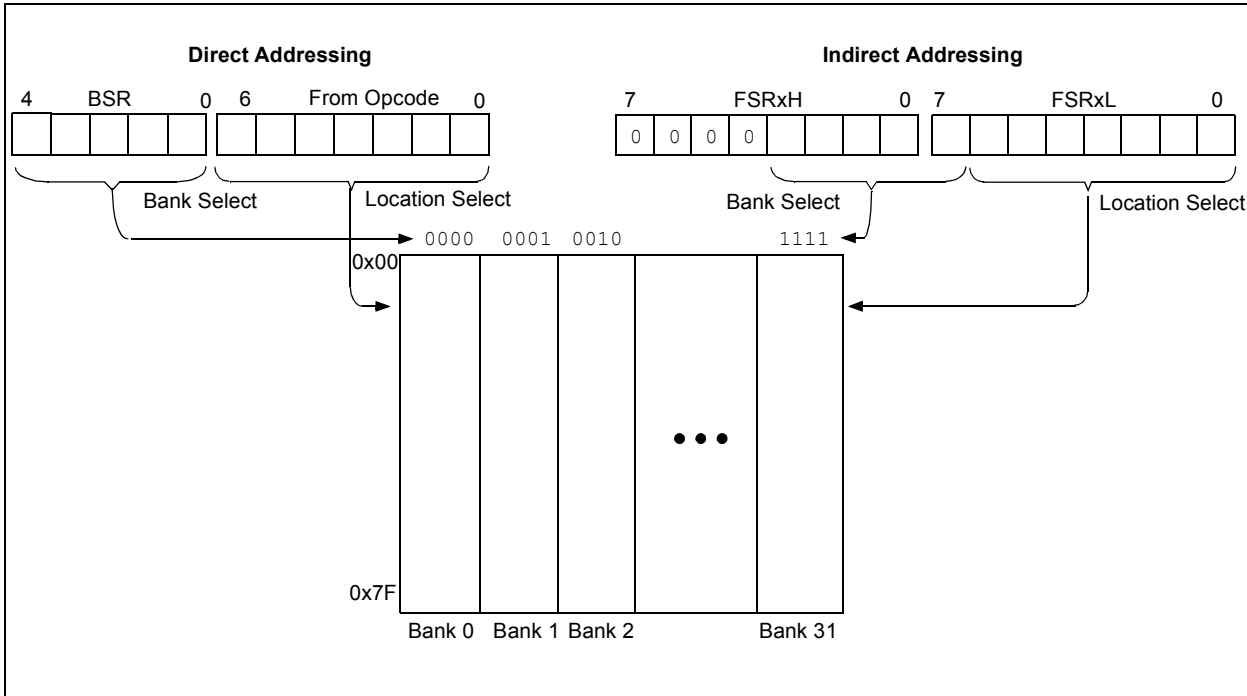 Direct Addressing
Indirect Addressing
4 BSR 0 6 From Opcode 0
7 FSRxH 0 7 FSRxL 0
0 0 0 0
Bank Select
Location Select
Bank Select
Location Select
0000 0001 0010 1111
0x00
0x7F
Bank 0 Bank 1 Bank 2 Bank 31